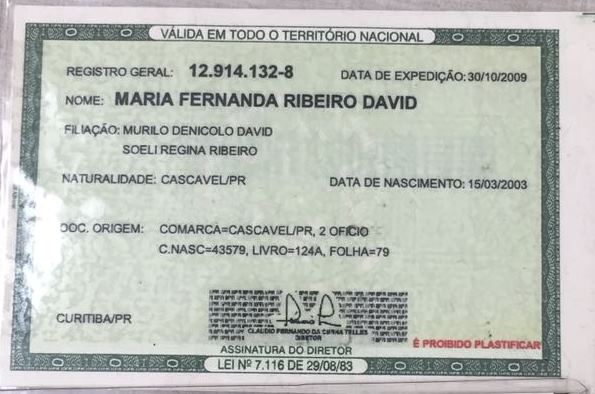 VÁLIDA EM TODO O TERRITÓRIO NACIONAL
REGISTRO GERAL: 12.914.132-8 DATA DE EXPEDIÇÃO: 30/10/2009
NOME: MARIA FERNANDA RIBEIRO DAVID
FILIAÇÃO: MURILO DENICOLO DAVID
SOELI REGINA RIBEIRO
NATURALIDADE: CASCAVEL/PR DATA DE NASCIMENTO: 15/03/2003
DOC. ORIGEM: COMARCA=CASCAVEL/PR, 2 OFICIO
C.NASC=43579, LIVRO=124A, FOLHA=79
CURITIBA/PR
CLAUDIO FERNANDO DA CUNHA TELLES
DIRETOR
É PROIBIDO PLASTIFICAR
ASSINATURA DO DIRETOR
LEI Nº 7.116 DE 29/08/83